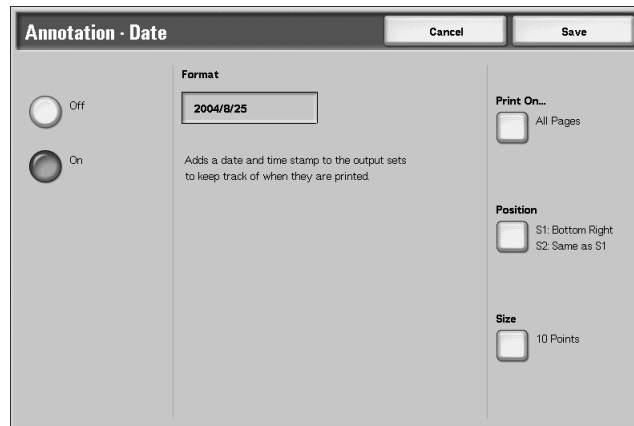 Annotation - Date
Cancel
Save
Off
On
Format
2004/8/25
Adds a date and time stamp to the output sets
to keep track of when they are printed.
Print On...
All Pages
Position
S1: Bottom Right
S2: Same as S1
Size
10 Points